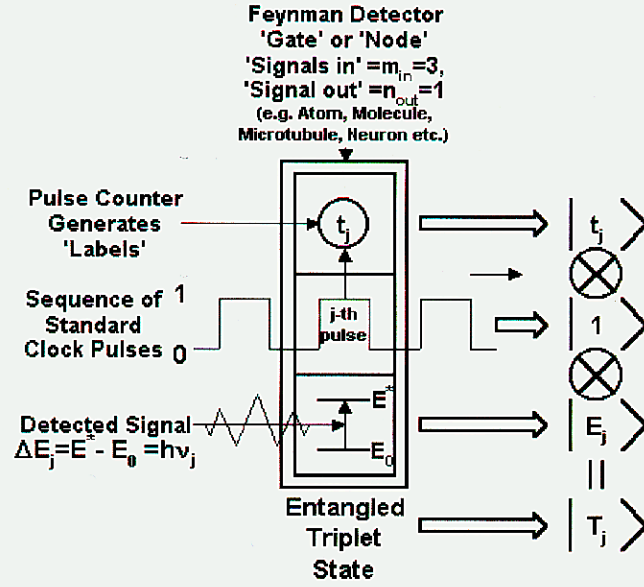 Feynman Detector
'Gate' or 'Node'
'Signals in' =m_in=3,
'Signal out' =n_out=1
(e.g. Atom, Molecule,
Microtubule, Neuron etc.)
Pulse Counter
Generates
'Labels'
t_j
| t_j ⟩
⊗
Sequence of
Standard
Clock Pulses
1
0
j-th
pulse
| 1 ⟩
⊗
Detected Signal
ΔE_j=E*- E_0 =hν_j
E*
E_0
| E_j ⟩
||
Entangled
Triplet
State
| T_j ⟩